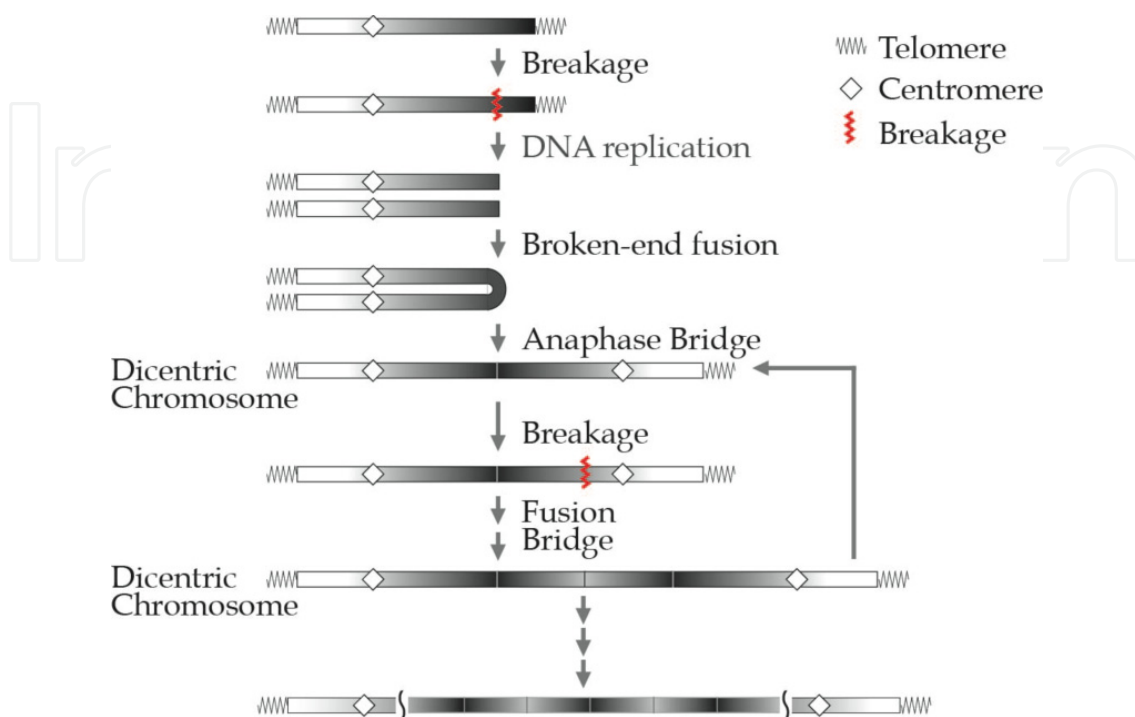 Telomere
Breakage
Centromere
Breakage
DNA replication
Broken-end fusion
Anaphase Bridge
Dicentric
Chromosome
Breakage
Fusion
Bridge
Dicentric
Chromosome